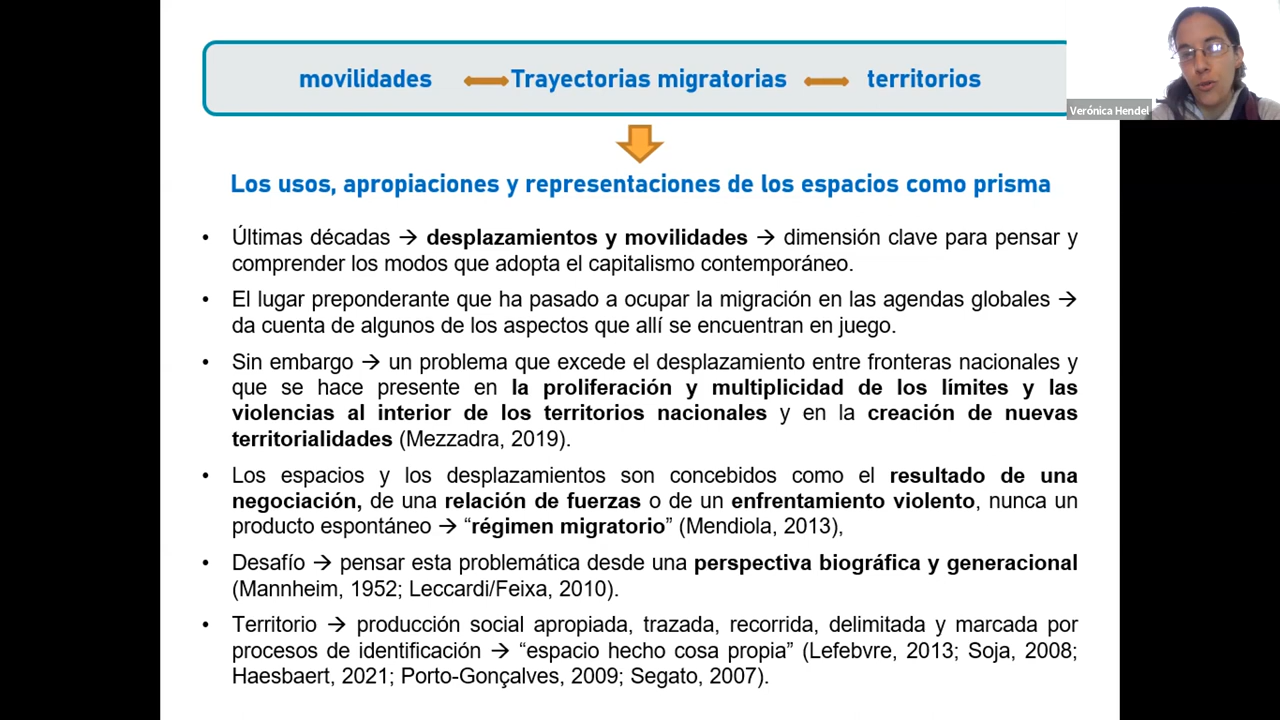 movilidades Trayectorias migratorias territorios
Verónica Hendel
Los usos, apropiaciones y representaciones de los espacios como prisma
• Últimas décadas → desplazamientos y movilidades → dimensión clave para pensar y
comprender los modos que adopta el capitalismo contemporáneo.
• El lugar preponderante que ha pasado a ocupar la migración en las agendas globales →
da cuenta de algunos de los aspectos que allí se encuentran en juego.
• Sin embargo → un problema que excede el desplazamiento entre fronteras nacionales y
que se hace presente en la proliferación y multiplicidad de los límites y las
violencias al interior de los territorios nacionales y en la creación de nuevas
territorialidades (Mezzadra, 2019).
• Los espacios y los desplazamientos son concebidos como el resultado de una
negociación, de una relación de fuerzas o de un enfrentamiento violento, nunca un
producto espontáneo → “régimen migratorio” (Mendiola, 2013),
• Desafío → pensar esta problemática desde una perspectiva biográfica y generacional
(Mannheim, 1952; Leccardi/Feixa, 2010).
• Territorio → producción social apropiada, trazada, recorrida, delimitada y marcada por
procesos de identificación → “espacio hecho cosa propia” (Lefebvre, 2013; Soja, 2008;
Haesbaert, 2021; Porto-Gonçalves, 2009; Segato, 2007).